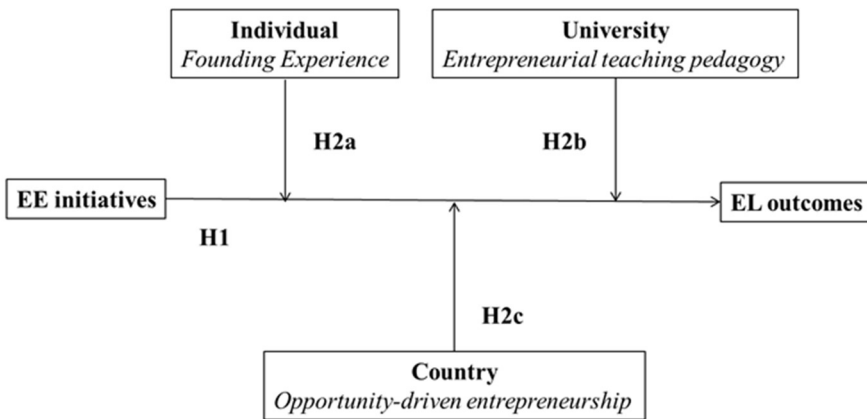 Individual
Founding Experience
University
Entrepreneurial teaching pedagogy
H2a
H2b
EE initiatives
EL outcomes
H1
H2c
Country
Opportunity-driven entrepreneurship